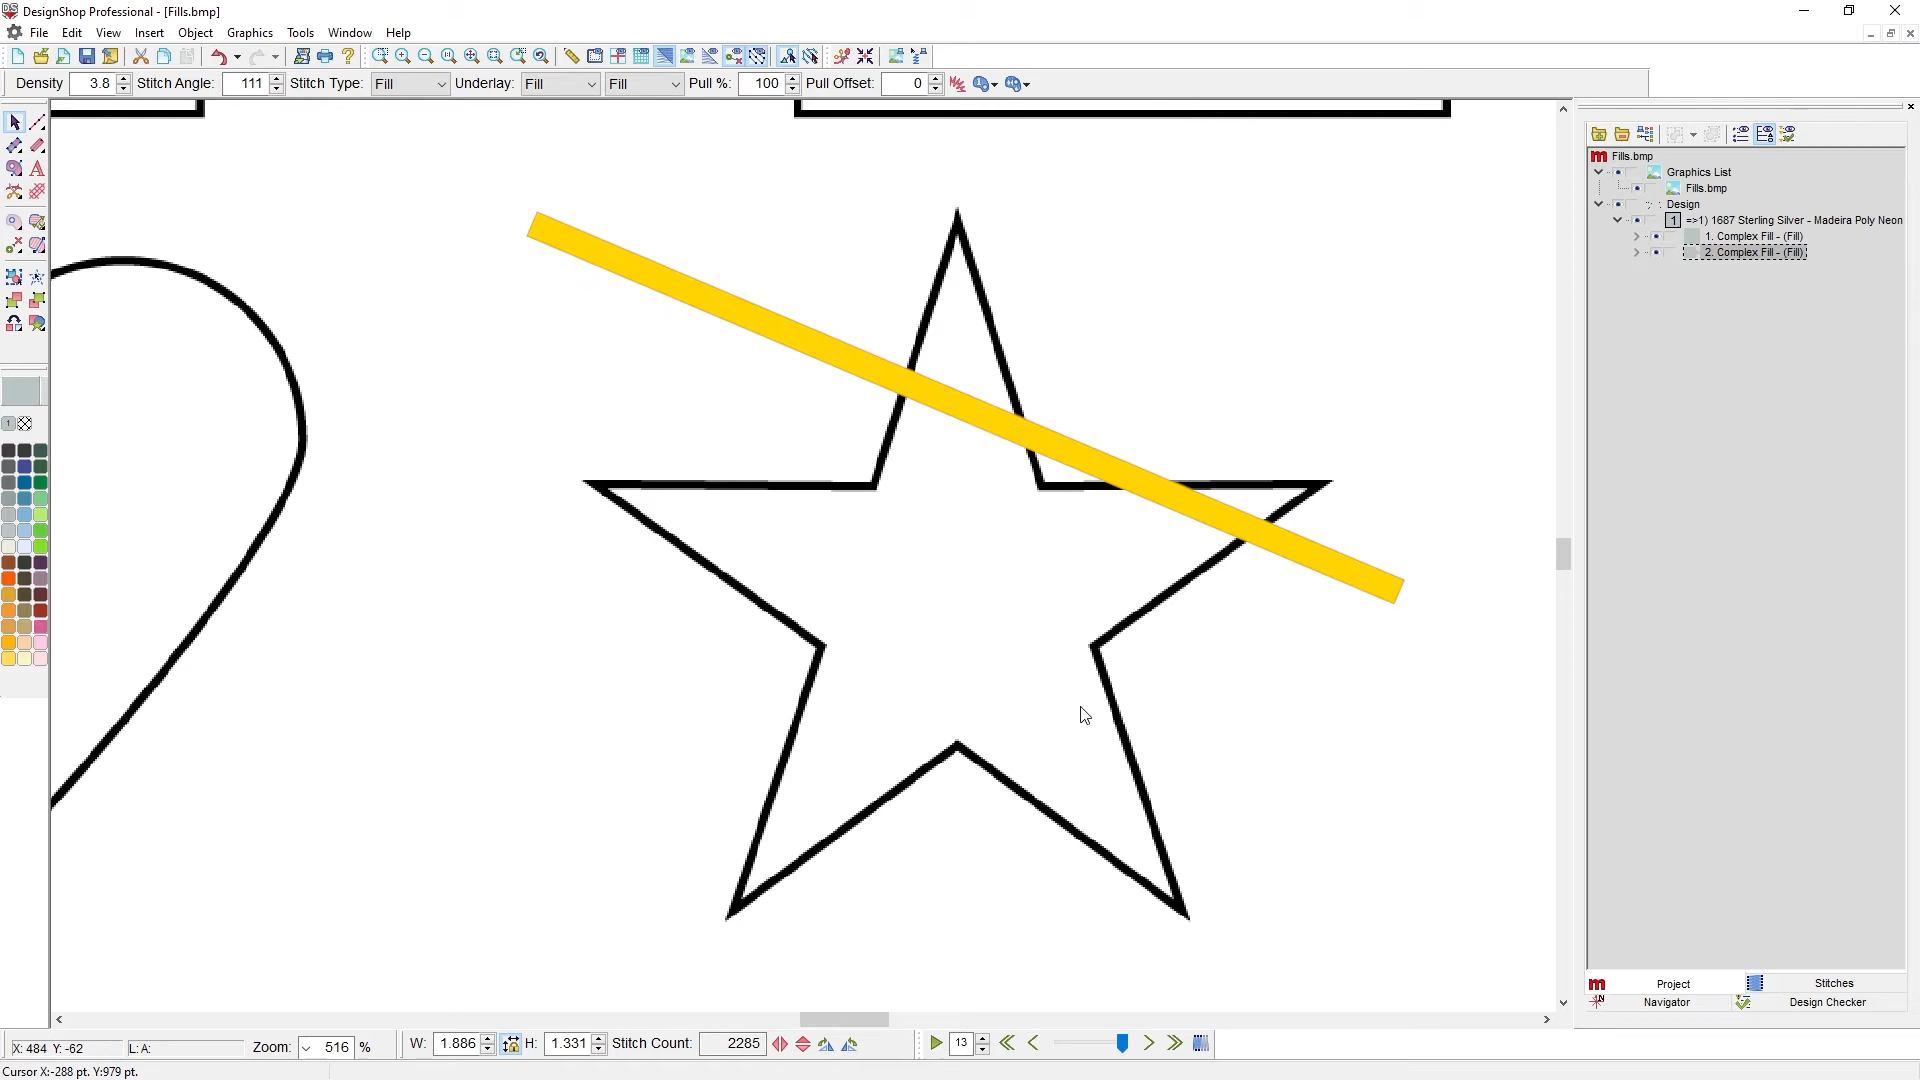 DesignShop Professional - [Fills.bmp]
File Edit View Insert Object Graphics Tools Window Help
Density 3.8 Stitch Angle: 111 Stitch Type: Fill Underlay: Fill Fill Pull %: 100 Pull Offset: 0
Fills.bmp
Graphics List
Fills.bmp
Design
1 =>1) 1687 Sterling Silver - Madeira Poly Neon
1. Complex Fill - (Fill)
2. Complex Fill - (Fill)
1
Project Stitches
Navigator Design Checker
X: 484 Y: -62 L: A: Zoom: 516 % W: 1.886 H: 1.331 Stitch Count: 2285 13
Cursor X:-288 pt. Y:979 pt.